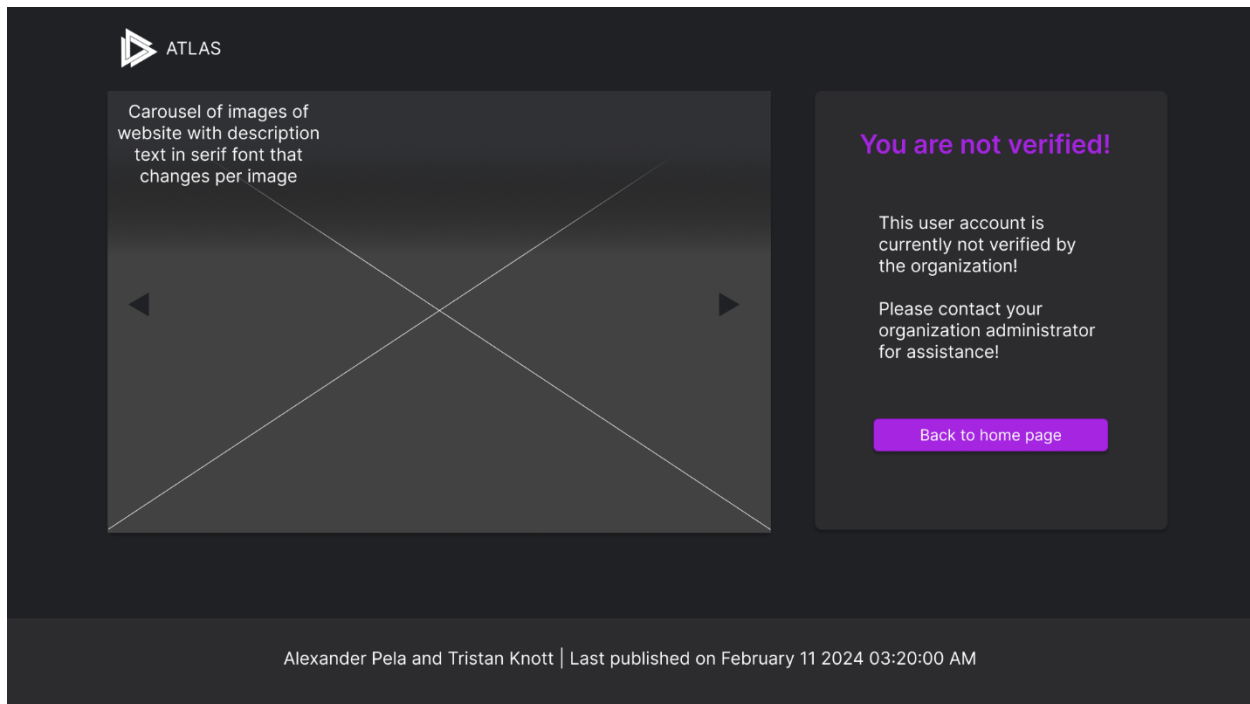 ATLAS
Carousel of images of
website with description
text in serif font that
changes per image
You are not verified!
This user account is
currently not verified by
the organization!
Please contact your
organization administrator
for assistance!
Back to home page
Alexander Pela and Tristan Knott | Last published on February 11 2024 03:20:00 AM